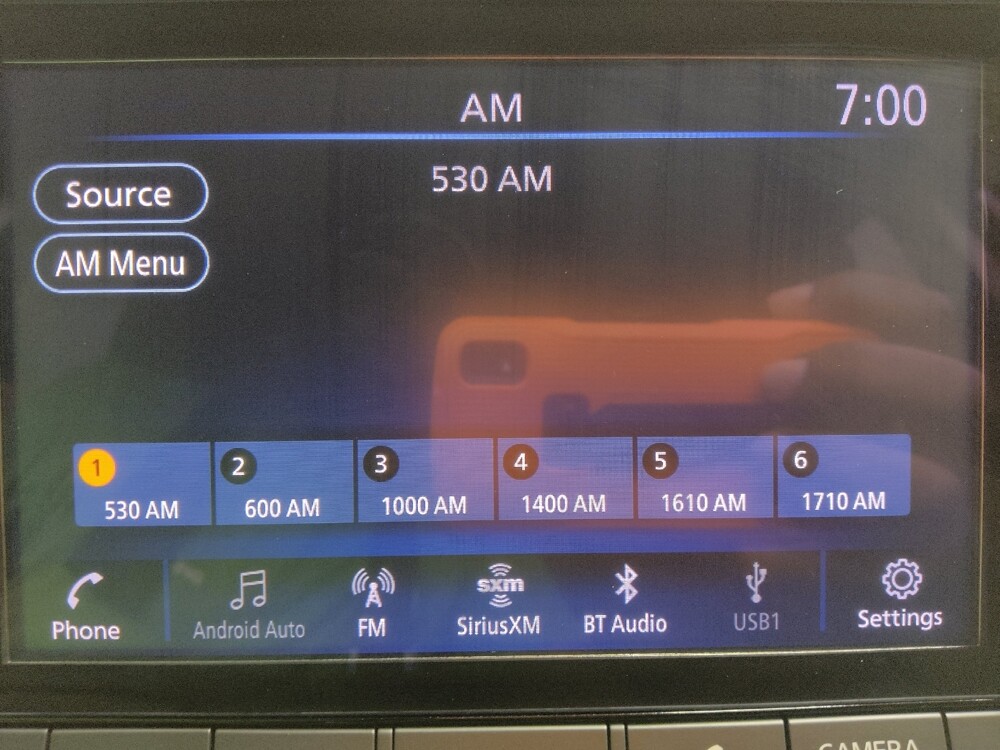 AM
7:00
Source
530 AM
AM Menu
1
530 AM
2
600 AM
3
1000 AM
4
1400 AM
5
1610 AM
6
1710 AM
Phone
Android Auto
FM
sxm
SiriusXM
BT Audio
USB1
Settings
CAMERA